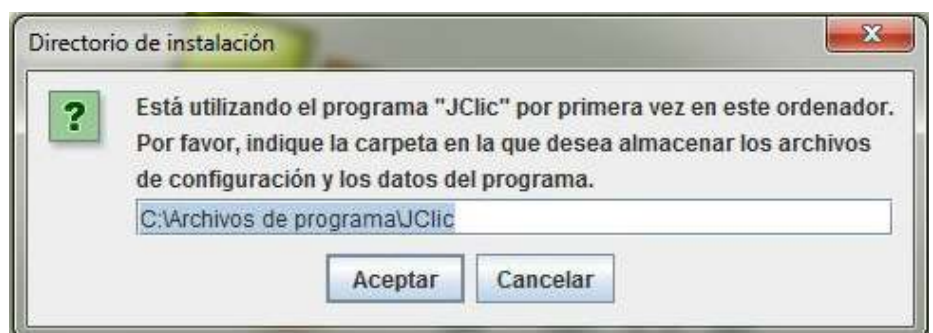 Directorio de instalación
Está utilizando el programa "JClic" por primera vez en este ordenador.
Por favor, indique la carpeta en la que desea almacenar los archivos
de configuración y los datos del programa.
C:\Archivos de programa\JClic
Aceptar
Cancelar